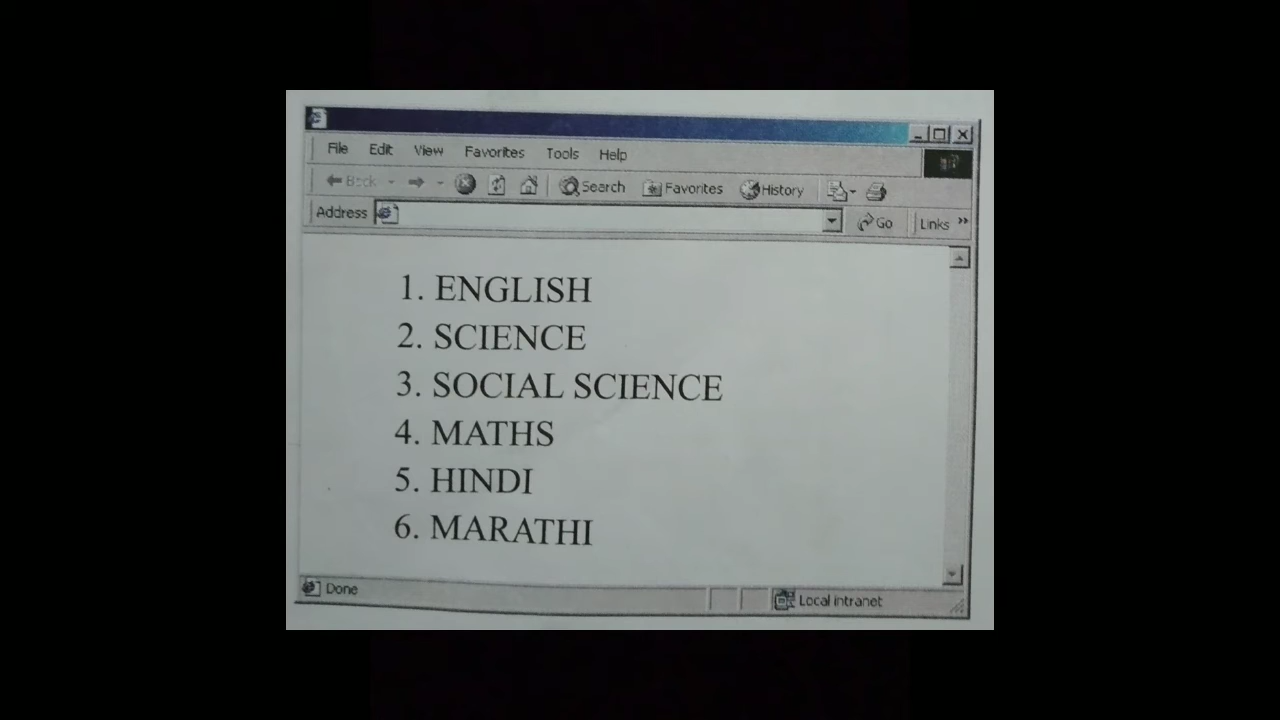 File Edit View Favorites Tools Help
Back Search Favorites History
Address Go Links »
1. ENGLISH
2. SCIENCE
3. SOCIAL SCIENCE
4. MATHS
5. HINDI
6. MARATHI
Done Local intranet